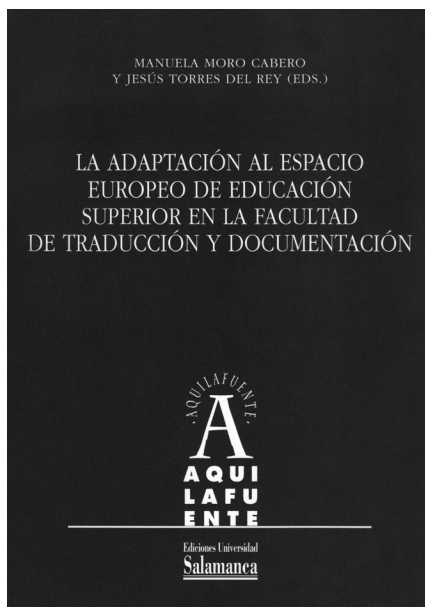 MANUELA MORO CABERO
Y JESÚS TORRES DEL REY (EDS.)
LA ADAPTACIÓN AL ESPACIO
EUROPEO DE EDUCACIÓN
SUPERIOR EN LA FACULTAD
DE TRADUCCIÓN Y DOCUMENTACIÓN
·AQUILAFUENTE·
A
AQUI
LAFU
ENTE
Ediciones Universidad
Salamanca